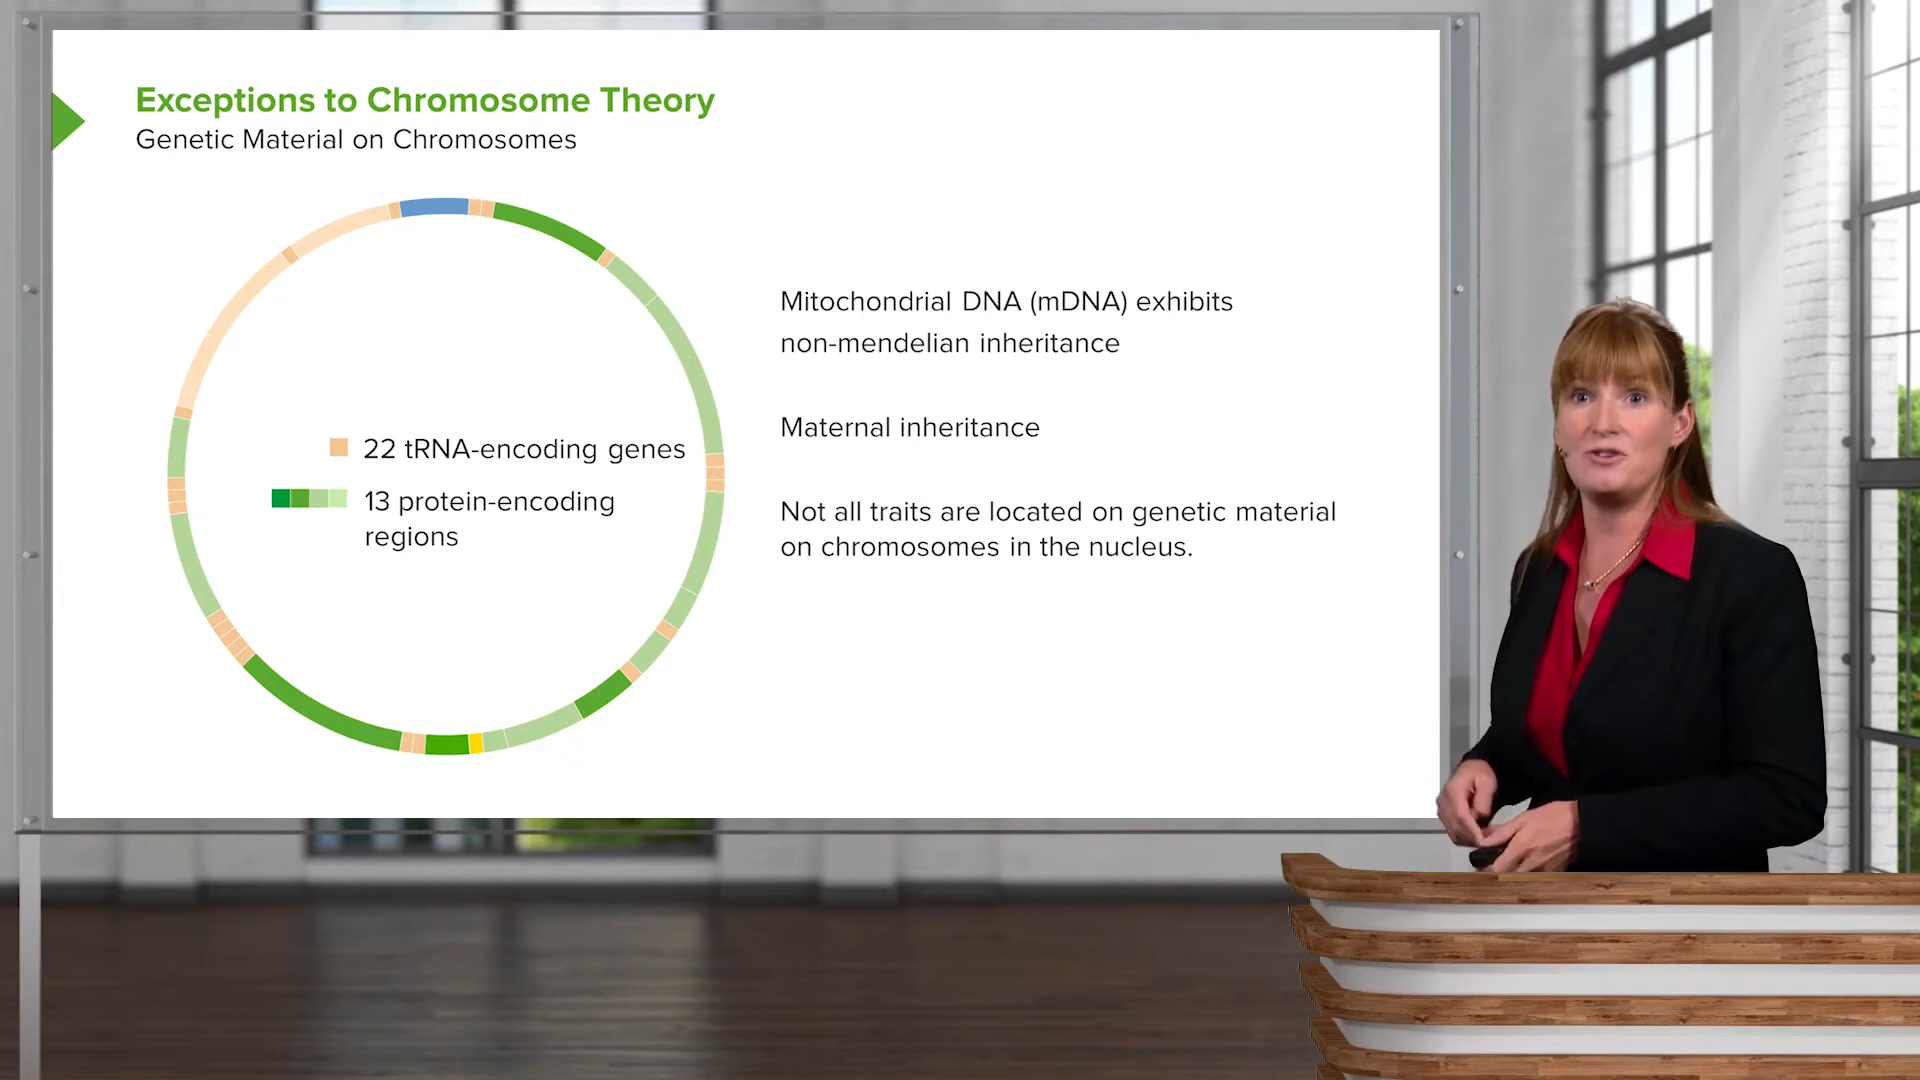 Exceptions to Chromosome Theory
Genetic Material on Chromosomes
22 tRNA-encoding genes
13 protein-encoding
regions
Mitochondrial DNA (mDNA) exhibits
non-mendelian inheritance
Maternal inheritance
Not all traits are located on genetic material
on chromosomes in the nucleus.